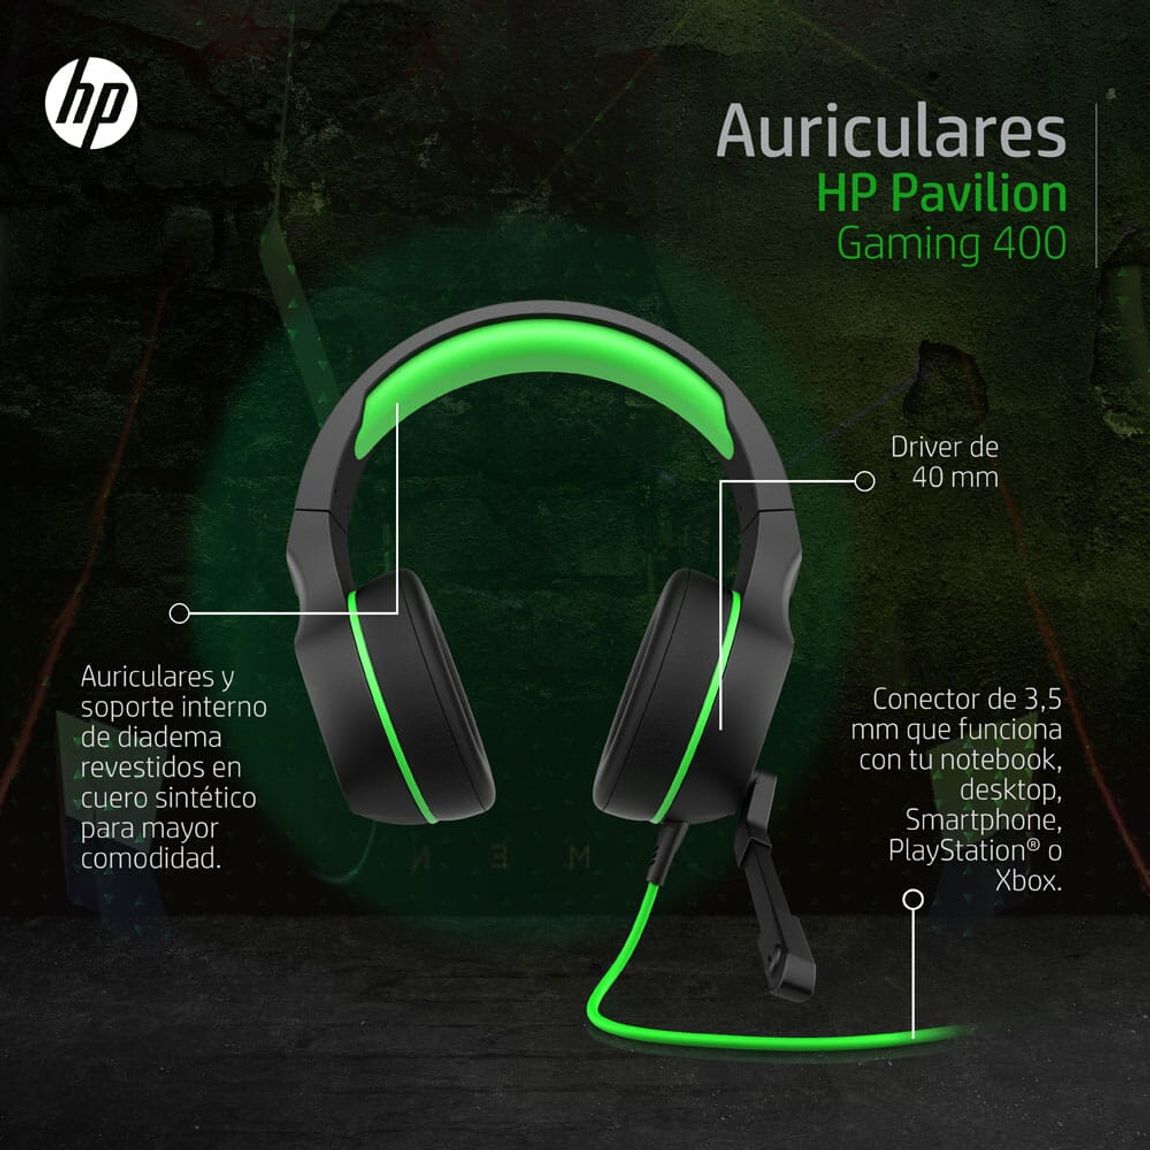 hp
Auriculares
HP Pavilion
Gaming 400
Driver de
40 mm
Auriculares y
soporte interno
de diadema
revestidos en
cuero sintético
para mayor
comodidad.
Conector de 3,5
mm que funciona
con tu notebook,
desktop,
Smartphone,
PlayStation® o
Xbox.